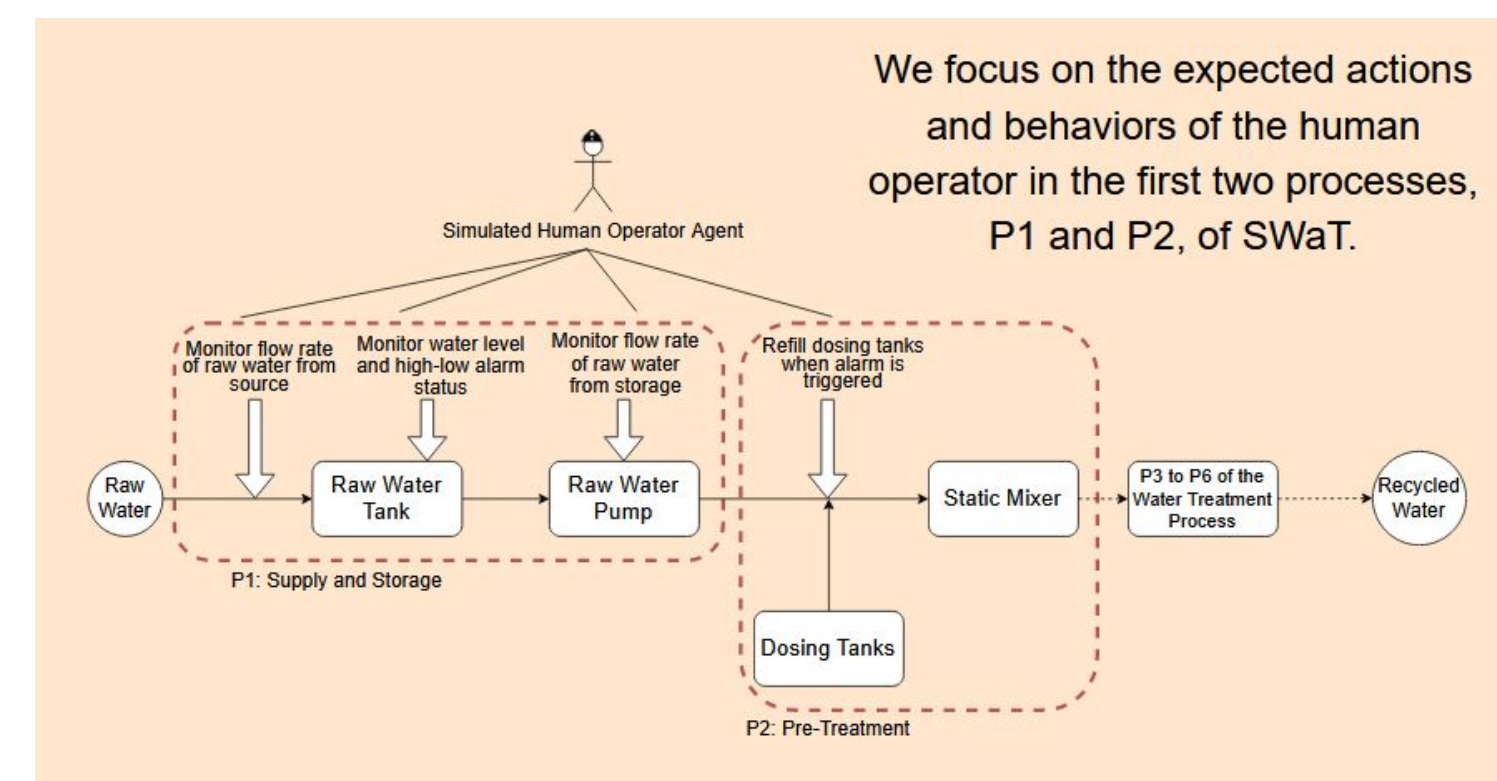 We focus on the expected actions
and behaviors of the human
operator in the first two processes,
P1 and P2, of SWaT.
Simulated Human Operator Agent
Monitor flow rate
of raw water from
source
Monitor water level
and high-low alarm
status
Monitor flow rate
of raw water
from storage
Refill dosing tanks
when alarm is
triggered
Raw
Water
Raw Water
Tank
Raw Water
Pump
Static Mixer
P3 to P6 of the
Water Treatment
Process
Recycled
Water
P1: Supply and Storage
Dosing Tanks
P2: Pre-Treatment